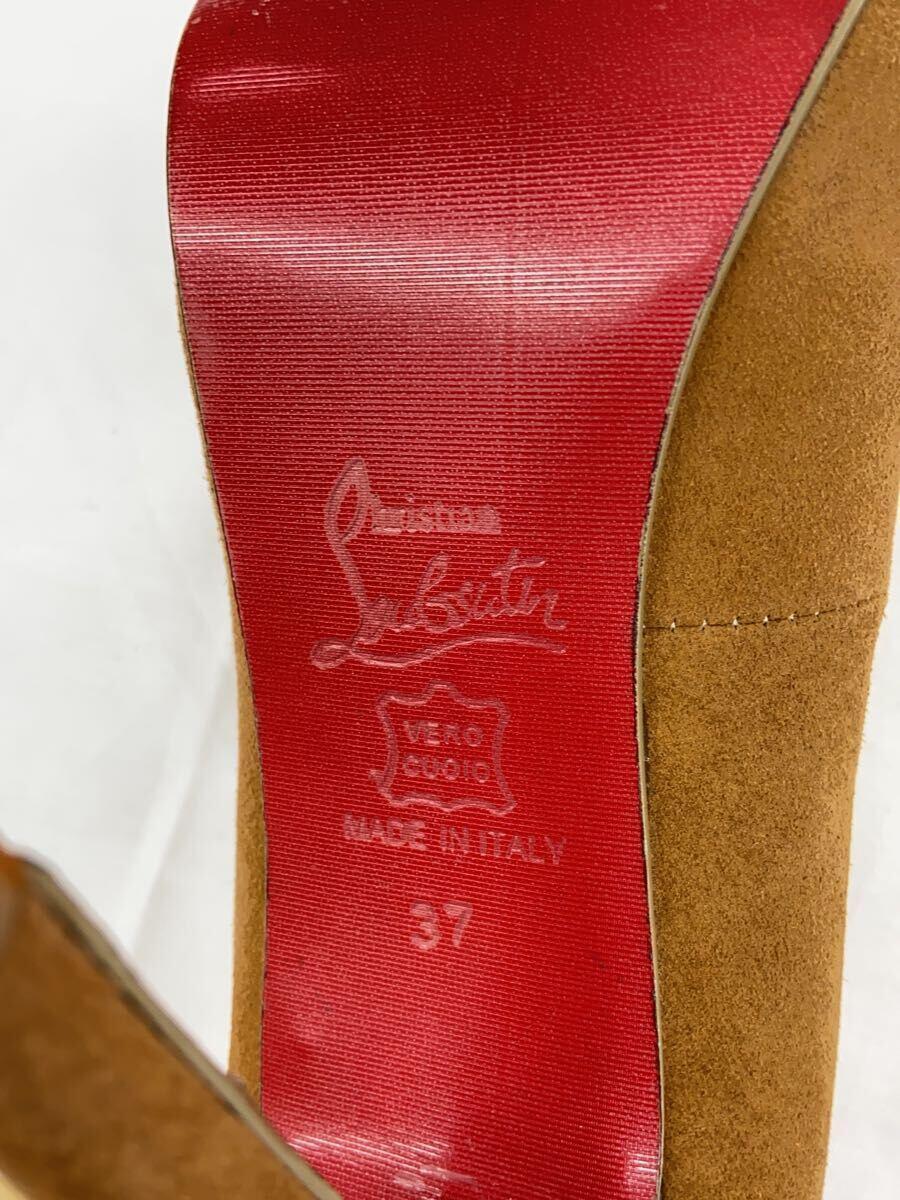 Christian
Louboutin
VERO
CUOIO
MADE IN ITALY
37